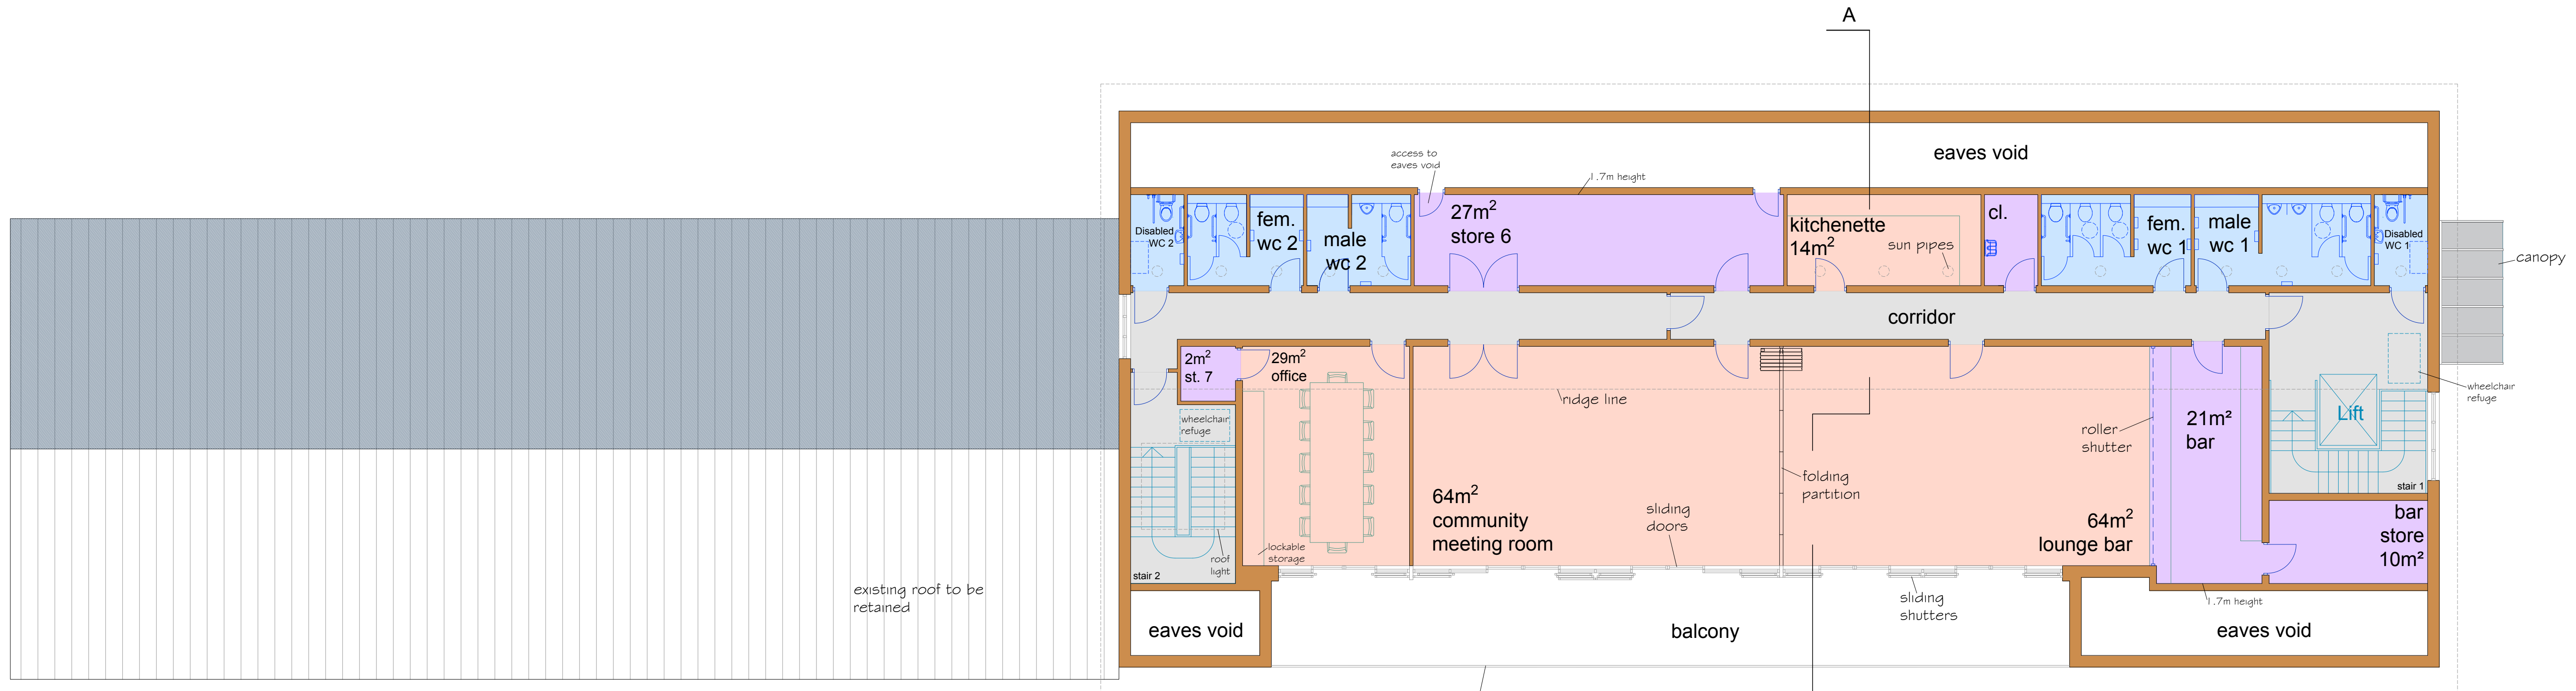 A
eaves void
access to
eaves void
1.7m height
Disabled
WC 2
fem.
wc 2
male
wc 2
27m²
store 6
kitchenette
14m²
sun pipes
cl.
fem.
wc 1
male
wc 1
Disabled
WC 1
canopy
corridor
2m²
st. 7
29m²
office
wheelchair
refuge
ridge line
roller
shutter
21m²
bar
Lift
wheelchair
refuge
folding
partition
64m²
community
meeting room
sliding
doors
64m²
lounge bar
stair 1
bar
store
10m²
lockable
storage
roof
light
stair 2
existing roof to be
retained
sliding
shutters
1.7m height
eaves void
balcony
eaves void